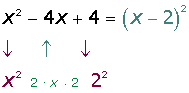 x² − 4x + 4 = (x − 2)²
↓ ↑ ↓
x² 2 · x · 2 2²